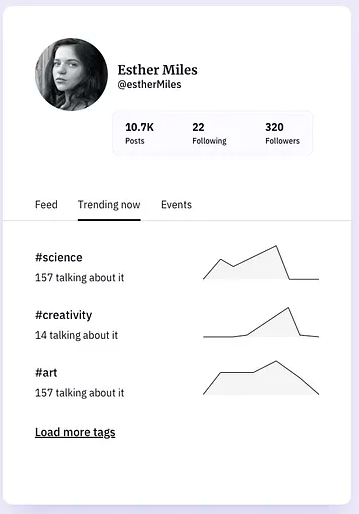 Esther Miles
@estherMiles
10.7K 22 320
Posts Following Followers
Feed Trending now Events
#science
157 talking about it
#creativity
14 talking about it
#art
157 talking about it
Load more tags